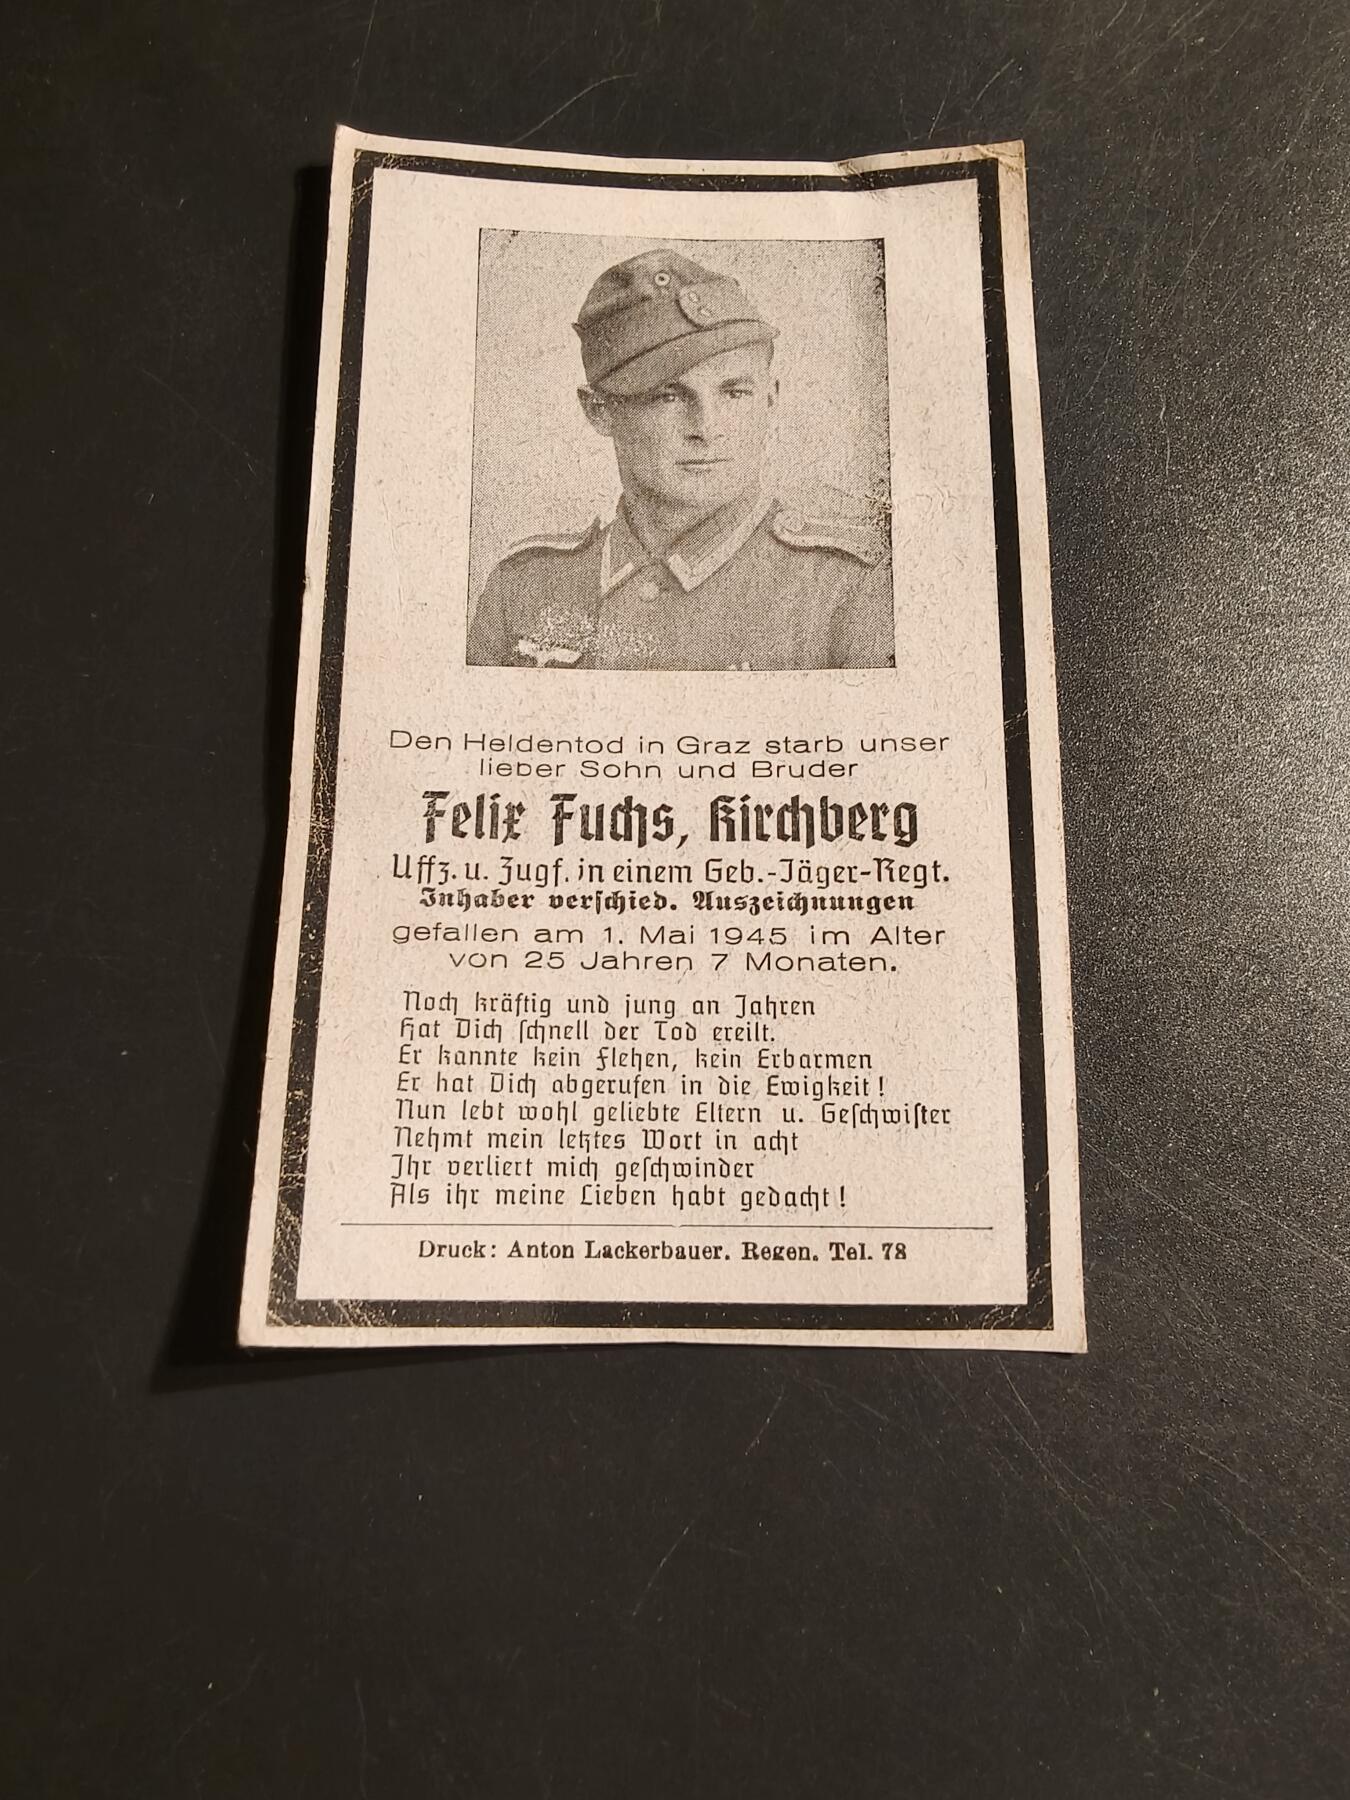 Den Heldentod in Graz starb unser
lieber Sohn und Bruder
Felix Fuchs, Kirchberg
Uffz. u. Zugf. in einem Geb.-Jäger-Regt.
Inhaber verschied. Auszeichnungen
gefallen am 1. Mai 1945 im Alter
von 25 Jahren 7 Monaten.
Noch kräftig und jung an Jahren
Hat Dich schnell der Tod ereilt.
Er kannte kein Flehen, kein Erbarmen
Er hat Dich abgerufen in die Ewigkeit!
Nun lebt wohl geliebte Eltern u. Geschwister
Nehmt mein letztes Wort in acht
Ihr verliert mich geschwinder
Als ihr meine Lieben habt gedacht!
Druck: Anton Lackerbauer. Regen. Tel. 78